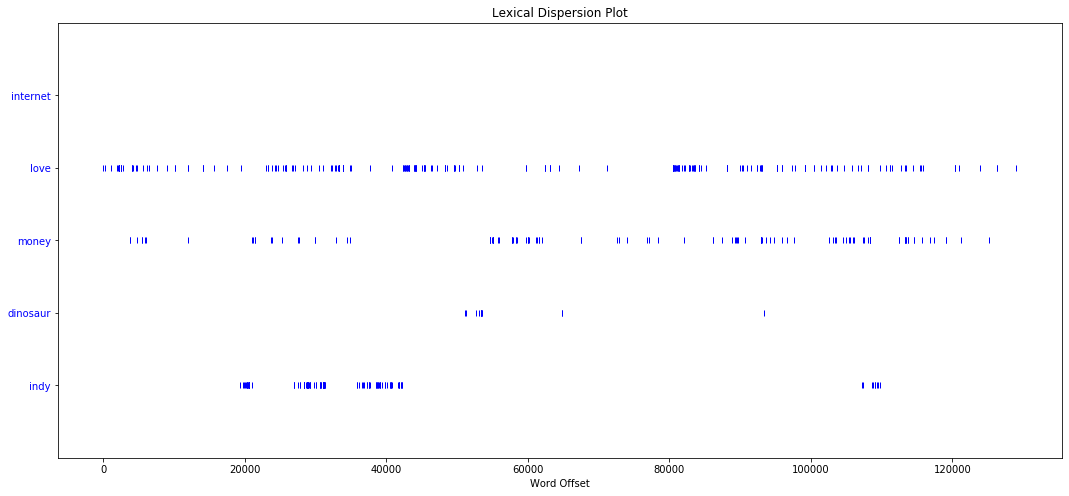 Lexical Dispersion Plot
internet
love
money
dinosaur
indy
0 20000 40000 60000 80000 100000 120000
Word Offset